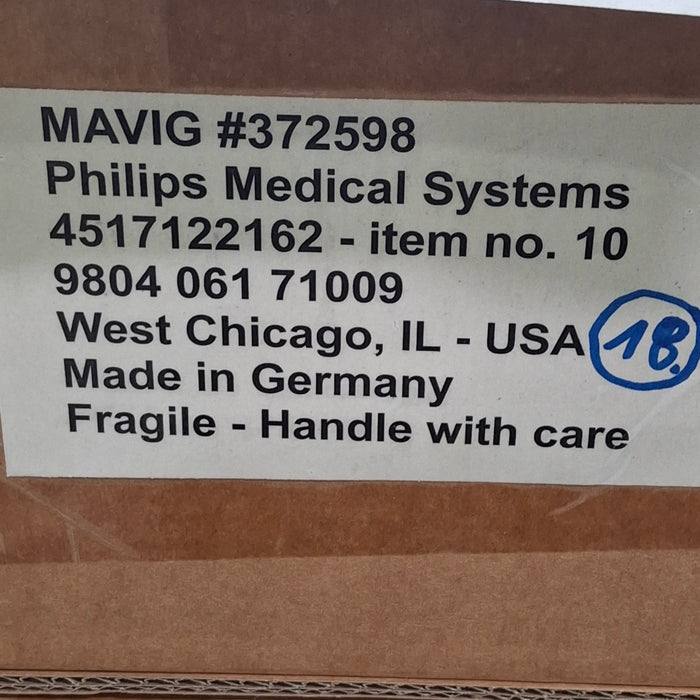 MAVIG #372598
Philips Medical Systems
4517122162 - item no. 10
9804 061 71009
West Chicago, IL - USA 18.
Made in Germany
Fragile - Handle with care